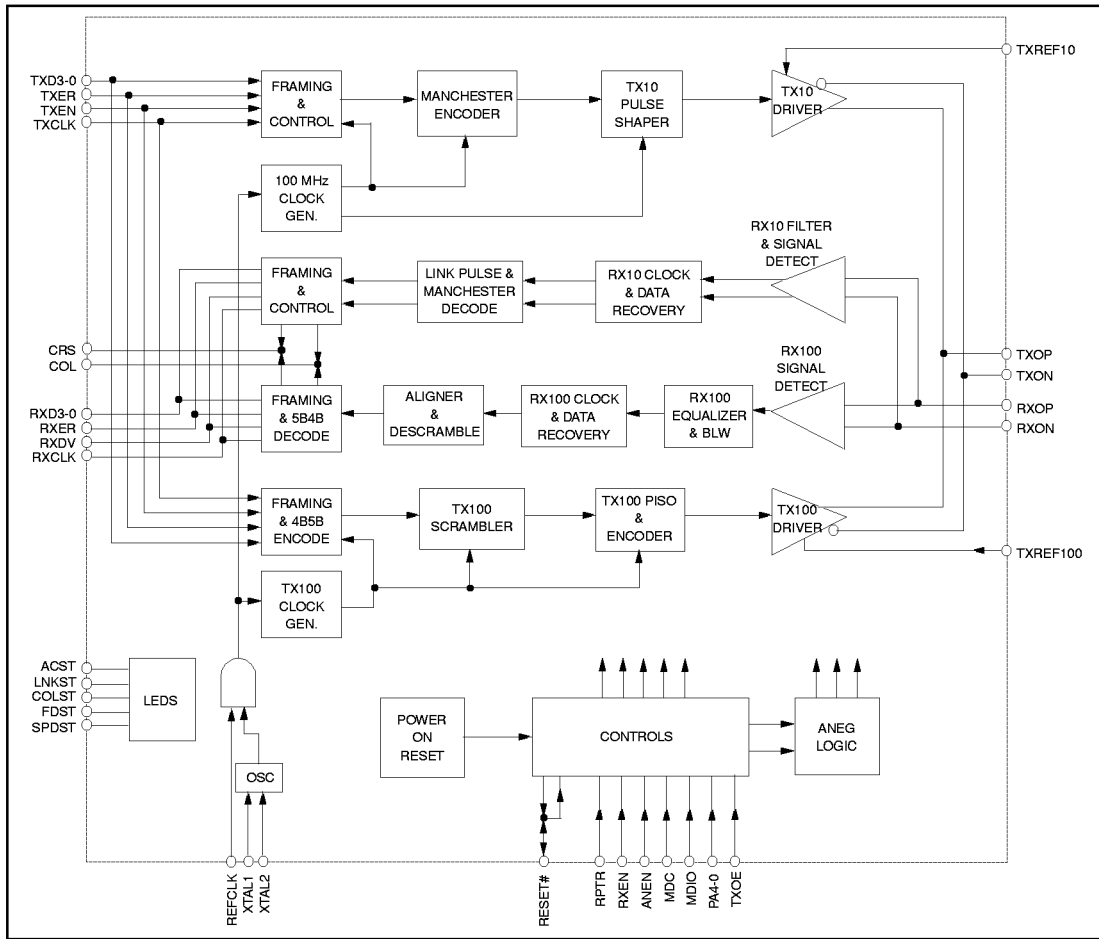 TXREF10
TXD3-0
TXER
TXEN
TXCLK
FRAMING
&
CONTROL
MANCHESTER
ENCODER
TX10
PULSE
SHAPER
TX10
DRIVER
100 MHz
CLOCK
GEN.
RX10 FILTER
& SIGNAL
DETECT
FRAMING
&
CONTROL
LINK PULSE &
MANCHESTER
DECODE
RX10 CLOCK
& DATA
RECOVERY
CRS
COL
RX100
SIGNAL
DETECT
TXOP
TXON
RXOP
RXON
RXD3-0
RXER
RXDV
RXCLK
FRAMING
& 5B4B
DECODE
ALIGNER
&
DESCRAMBLE
RX100 CLOCK
& DATA
RECOVERY
RX100
EQUALIZER
& BLW
FRAMING
& 4B5B
ENCODE
TX100
SCRAMBLER
TX100 PISO
&
ENCODER
TX100
DRIVER
TXREF100
TX100
CLOCK
GEN.
ACST
LNKST
COLST
FDST
SPDST
LEDS
OSC
POWER
ON
RESET
CONTROLS
ANEG
LOGIC
REFCLK
XTAL1
XTAL2
RESET#
RPTR
RXEN
ANEN
MDC
MDIO
PA4-0
TXOE